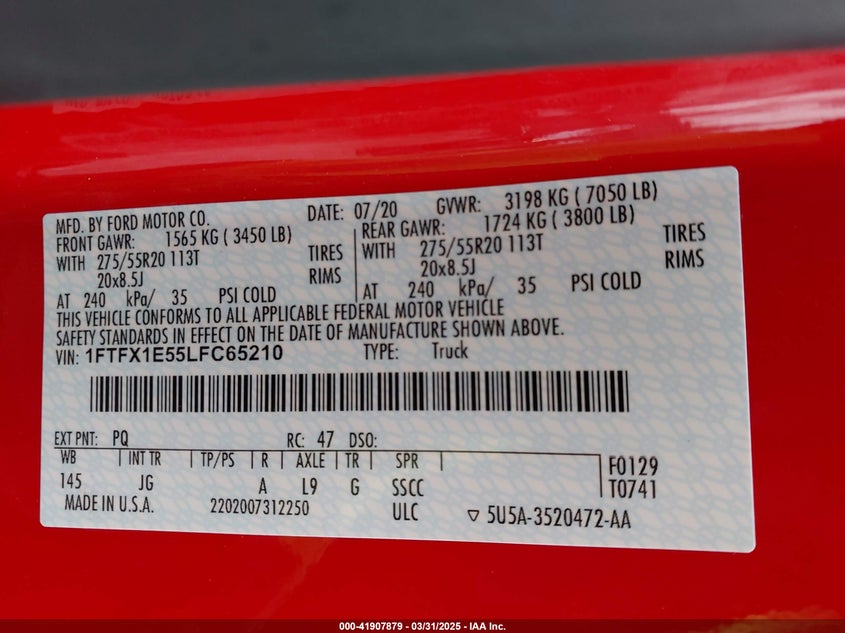 MFD. BY FORD MOTOR CO. DATE: 07/20 GVWR: 3198 KG ( 7050 LB)
FRONT GAWR: 1565 KG ( 3450 LB) REAR GAWR: 1724 KG ( 3800 LB)
WITH 275/55R20 113T TIRES WITH 275/55R20 113T TIRES
20x8.5J RIMS 20x8.5J RIMS
AT 240 kPa/ 35 PSI COLD AT 240 kPa/ 35 PSI COLD
THIS VEHICLE CONFORMS TO ALL APPLICABLE FEDERAL MOTOR VEHICLE
SAFETY STANDARDS IN EFFECT ON THE DATE OF MANUFACTURE SHOWN ABOVE.
VIN: 1FTFX1E55LFC65210 TYPE: Truck
EXT PNT: PQ RC: 47 DSO:
WB INT TR TP/PS R AXLE TR SPR F0129
145 JG A L9 G SSCC T0741
MADE IN U.S.A. 2202007312250 ULC ▽ 5U5A-3520472-AA
000-41907879 - 03/31/2025 - IAA Inc.